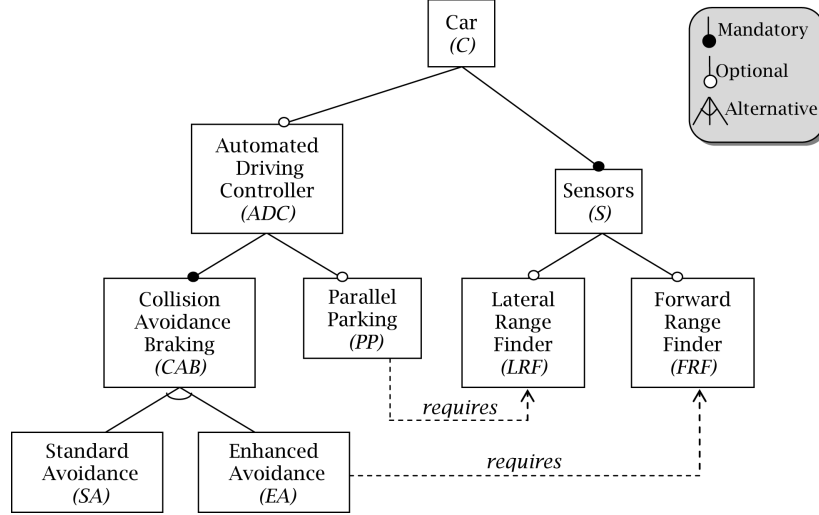 Car
(C)
Mandatory
Optional
Alternative
Automated
Driving
Controller
(ADC)
Sensors
(S)
Collision
Avoidance
Braking
(CAB)
Parallel
Parking
(PP)
Lateral
Range
Finder
(LRF)
Forward
Range
Finder
(FRF)
requires
Standard
Avoidance
(SA)
Enhanced
Avoidance
(EA)
requires